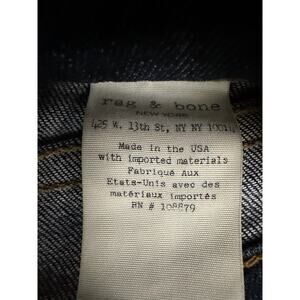 rag & bone
NEW YORK
425 W. 13th St, NY NY 10014
Made in the USA
with imported materials
Fabriqué Aux
Etats-Unis avec des
matériaux importés
RN # 108879